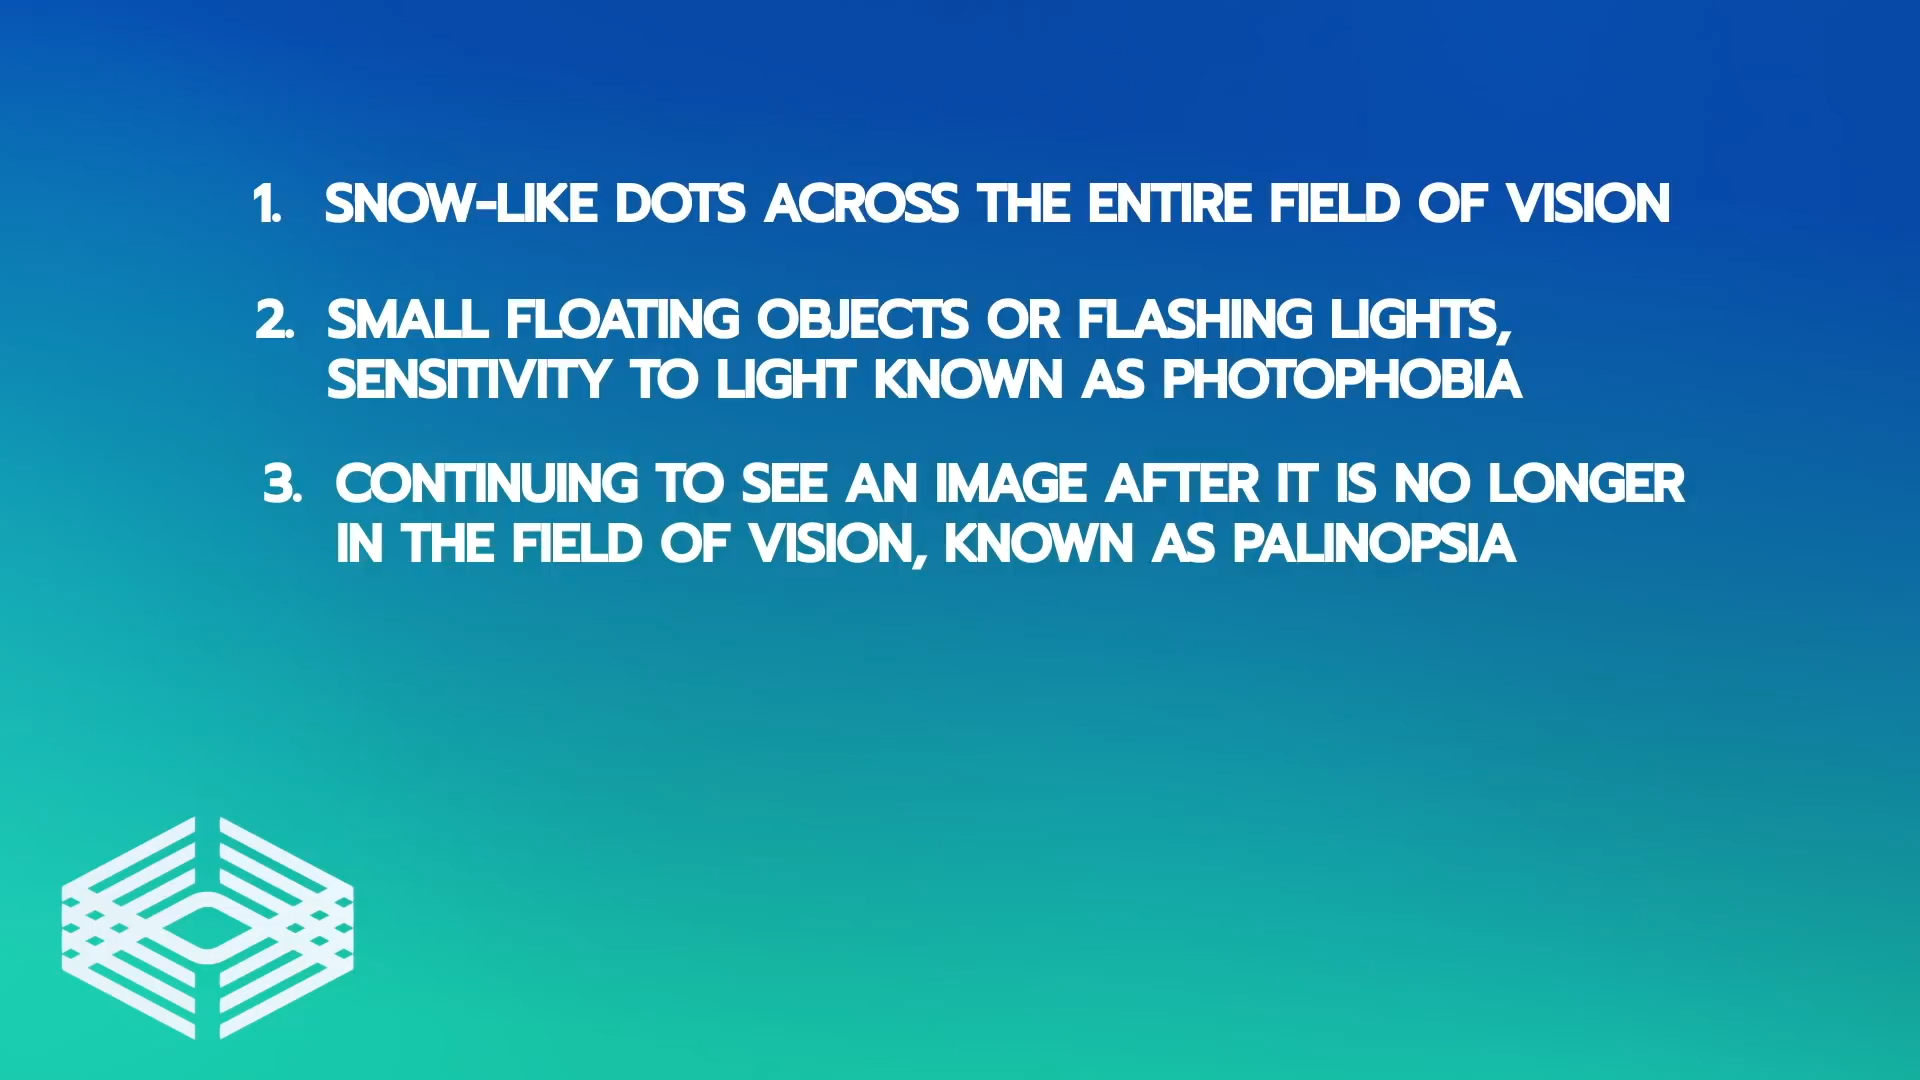 1. SNOW-LIKE DOTS ACROSS THE ENTIRE FIELD OF VISION
2. SMALL FLOATING OBJECTS OR FLASHING LIGHTS,
SENSITIVITY TO LIGHT KNOWN AS PHOTOPHOBIA
3. CONTINUING TO SEE AN IMAGE AFTER IT IS NO LONGER
IN THE FIELD OF VISION, KNOWN AS PALINOPSIA